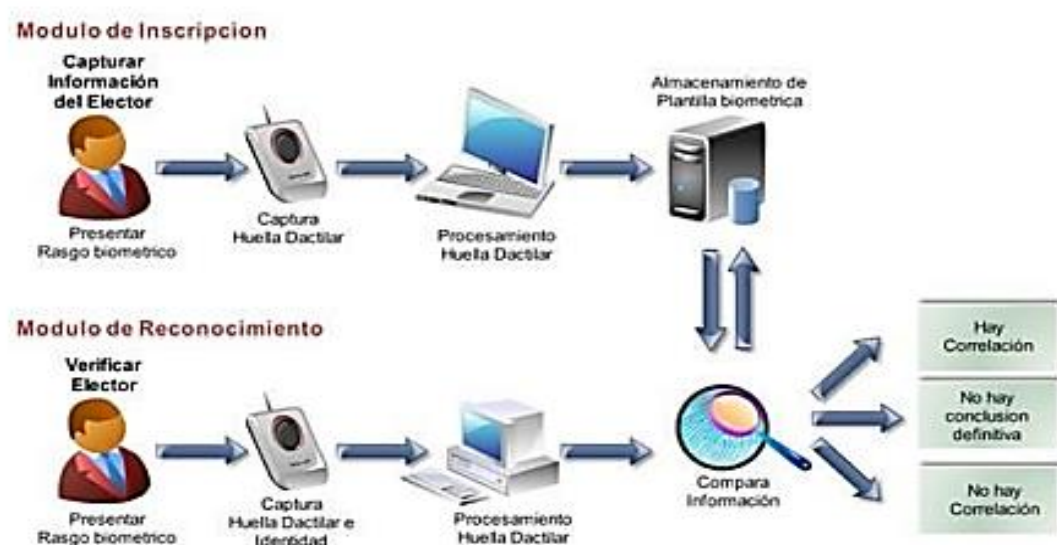 Modulo de Inscripcion
Capturar
Información
del Elector
Presentar
Rasgo biometrico
Captura
Huella Dactilar
Procesamiento
Huella Dactilar
Almacenamiento de
Plantilla biometrica
Modulo de Reconocimiento
Verificar
Elector
Presentar
Rasgo biometrico
Captura
Huella Dactilar e
Identidad
Procesamiento
Huella Dactilar
Compara
Información
Hay
Correlación
No hay
conclusion
definitiva
No hay
Correlación